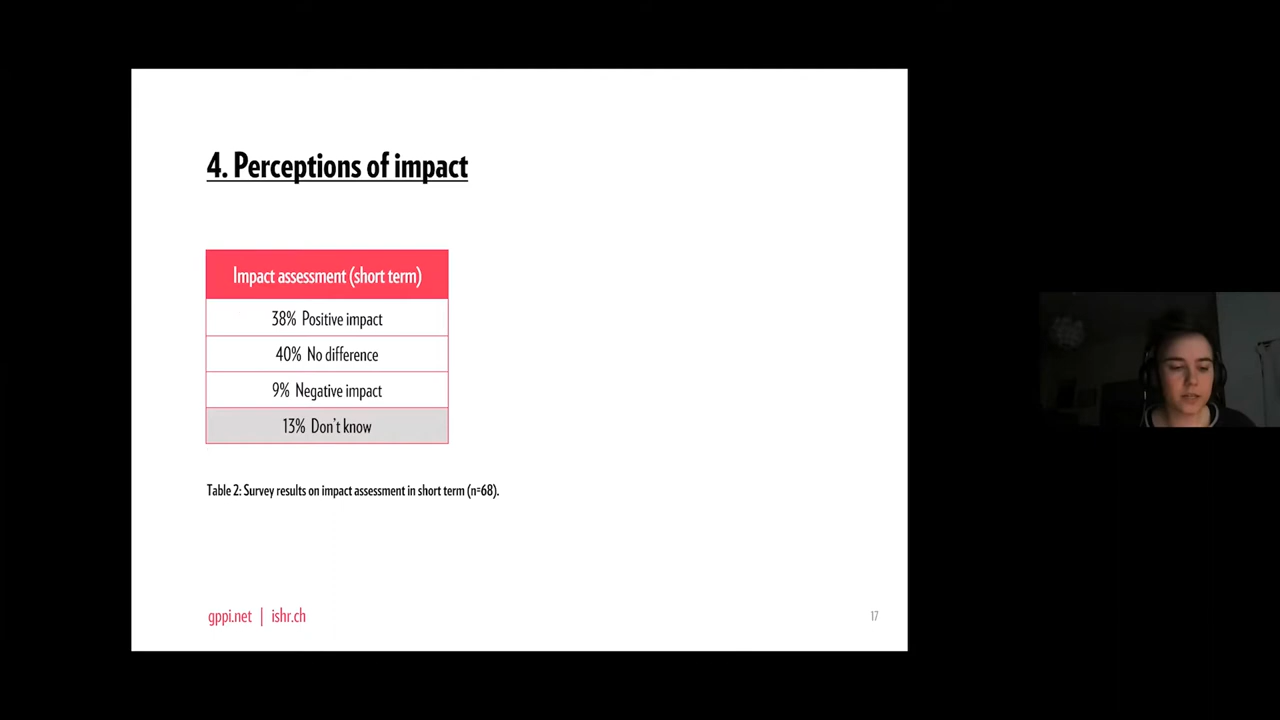 4. Perceptions of impact
Impact assessment (short term)
38% Positive impact
40% No difference
9% Negative impact
13% Don't know
Table 2: Survey results on impact assessment in short term (n=68).
gppi.net | ishr.ch
17